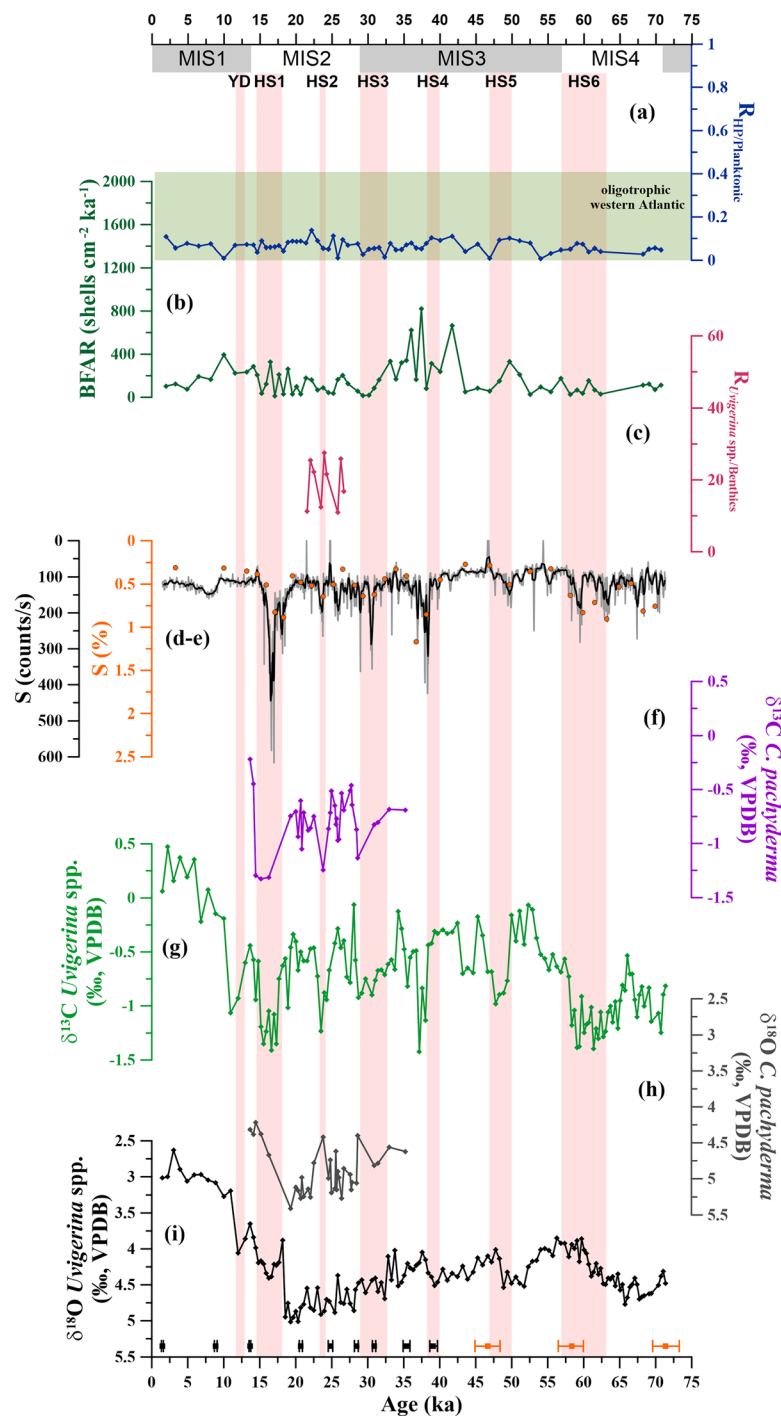 0 5 10 15 20 25 30 35 40 45 50 55 60 65 70 75
MIS1 MIS2 MIS3 MIS4
YD HS1 HS2 HS3 HS4 HS5 HS6
1
0.8
0.6
0.4
0.2
0
R HP/Planktonic
(a)
oligotrophic
western Atlantic
2000
1600
1200
800
400
0
BFAR (shells cm⁻² ka⁻¹)
(b)
60
40
20
0
R Uvigerina spp./Benthics
(c)
0
100
200
300
400
500
600
S (counts/s)
0
0.5
1
1.5
2
2.5
S (%)
(d-e)
(f)
0.5
0
-0.5
-1
-1.5
δ¹³C C. pachyderma
(‰, VPDB)
0.5
0
-0.5
-1
-1.5
δ¹³C Uvigerina spp.
(‰, VPDB)
(g)
2.5
3
3.5
4
4.5
5
5.5
δ¹⁸O C. pachyderma
(‰, VPDB)
(h)
2.5
3
3.5
4
4.5
5
5.5
δ¹⁸O Uvigerina spp.
(‰, VPDB)
(i)
0 5 10 15 20 25 30 35 40 45 50 55 60 65 70 75
Age (ka)